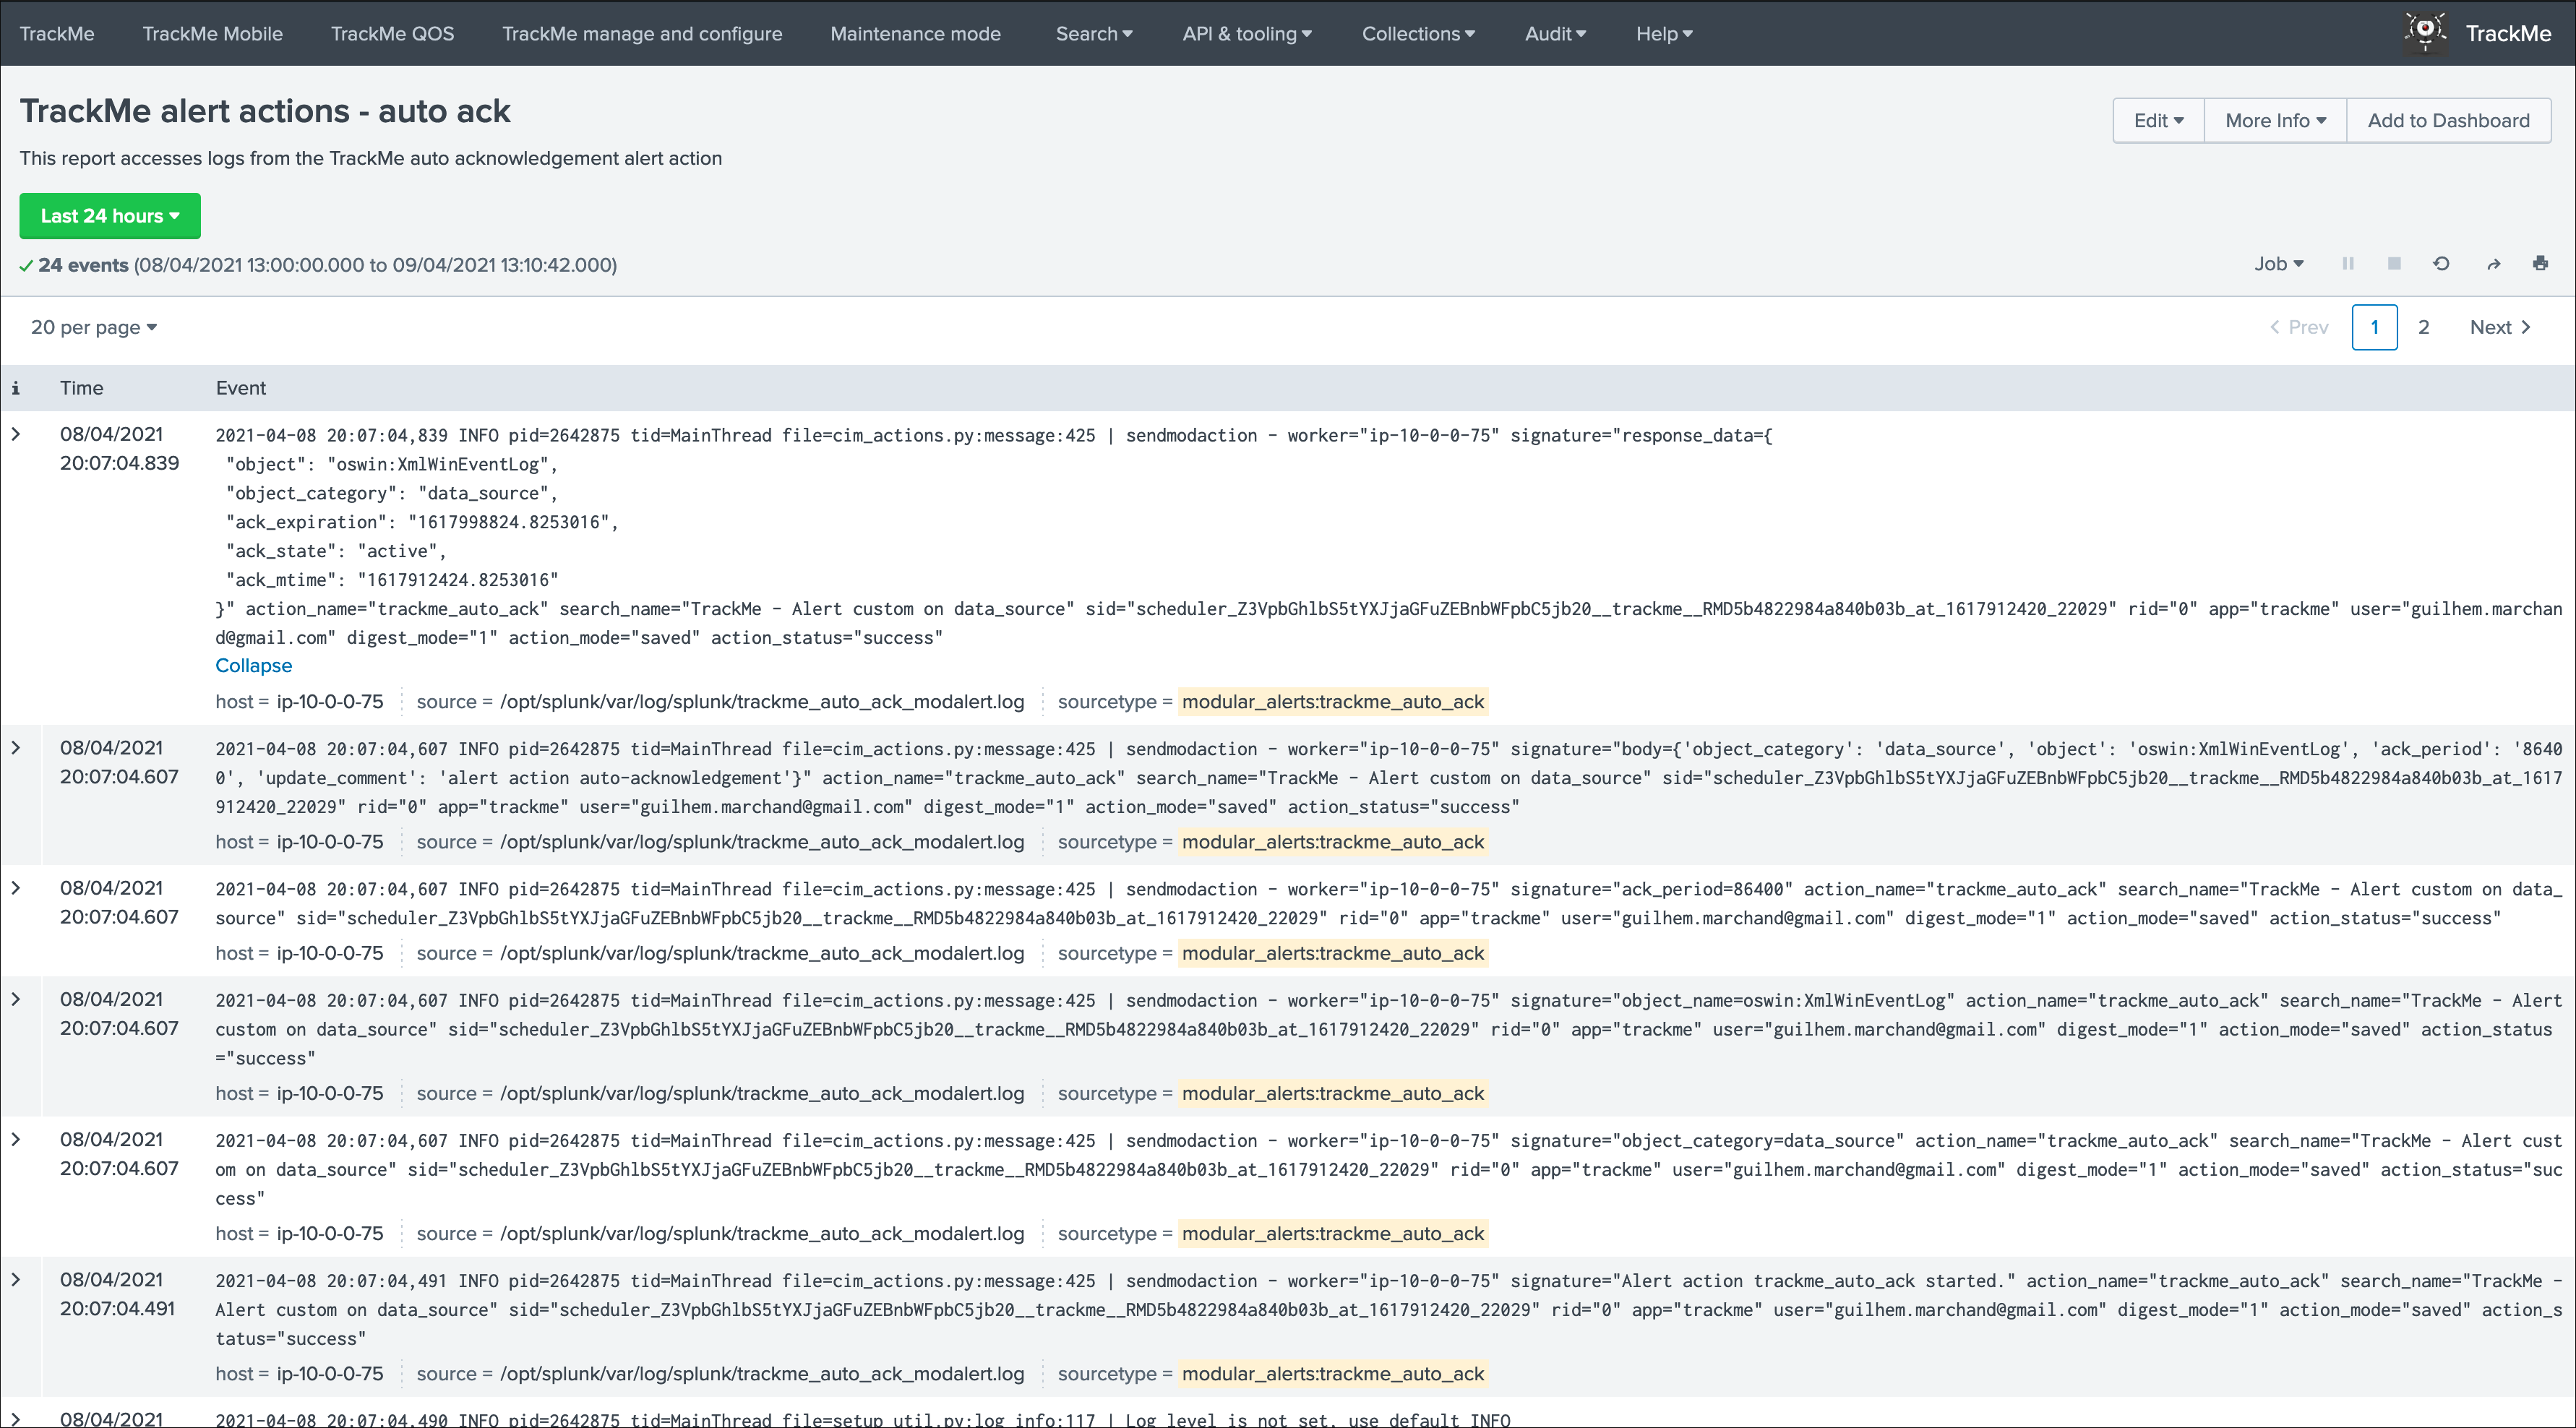 TrackMe TrackMe Mobile TrackMe QOS TrackMe manage and configure Maintenance mode Search API & tooling Collections Audit Help TrackMe
TrackMe alert actions - auto ack
Edit More Info Add to Dashboard
This report accesses logs from the TrackMe auto acknowledgement alert action
Last 24 hours
24 events (08/04/2021 13:00:00.000 to 09/04/2021 13:10:42.000)
Job
20 per page
Prev 1 2 Next
i Time Event
08/04/2021 2021-04-08 20:07:04,839 INFO pid=2642875 tid=MainThread file=cim_actions.py:message:425 | sendmodaction - worker="ip-10-0-0-75" signature="response_data={
20:07:04.839 "object": "oswin:XmlWinEventLog",
"object_category": "data_source",
"ack_expiration": "1617998824.8253016",
"ack_state": "active",
"ack_mtime": "1617912424.8253016"
}" action_name="trackme_auto_ack" search_name="TrackMe - Alert custom on data_source" sid="scheduler_Z3VpbGhlbS5tYXJjaGFuZEBnbWFpbC5jb20__trackme__RMD5b4822984a840b03b_at_1617912420_22029" rid="0" app="trackme" user="guilhem.marchan
d@gmail.com" digest_mode="1" action_mode="saved" action_status="success"
Collapse
host = ip-10-0-0-75 source = /opt/splunk/var/log/splunk/trackme_auto_ack_modalert.log sourcetype = modular_alerts:trackme_auto_ack
08/04/2021 2021-04-08 20:07:04,607 INFO pid=2642875 tid=MainThread file=cim_actions.py:message:425 | sendmodaction - worker="ip-10-0-0-75" signature="body={'object_category': 'data_source', 'object': 'oswin:XmlWinEventLog', 'ack_period': '8640
20:07:04.607 0', 'update_comment': 'alert action auto-acknowledgement'}" action_name="trackme_auto_ack" search_name="TrackMe - Alert custom on data_source" sid="scheduler_Z3VpbGhlbS5tYXJjaGFuZEBnbWFpbC5jb20__trackme__RMD5b4822984a840b03b_at_1617
912420_22029" rid="0" app="trackme" user="guilhem.marchand@gmail.com" digest_mode="1" action_mode="saved" action_status="success"
host = ip-10-0-0-75 source = /opt/splunk/var/log/splunk/trackme_auto_ack_modalert.log sourcetype = modular_alerts:trackme_auto_ack
08/04/2021 2021-04-08 20:07:04,607 INFO pid=2642875 tid=MainThread file=cim_actions.py:message:425 | sendmodaction - worker="ip-10-0-0-75" signature="ack_period=86400" action_name="trackme_auto_ack" search_name="TrackMe - Alert custom on data_
20:07:04.607 source" sid="scheduler_Z3VpbGhlbS5tYXJjaGFuZEBnbWFpbC5jb20__trackme__RMD5b4822984a840b03b_at_1617912420_22029" rid="0" app="trackme" user="guilhem.marchand@gmail.com" digest_mode="1" action_mode="saved" action_status="success"
host = ip-10-0-0-75 source = /opt/splunk/var/log/splunk/trackme_auto_ack_modalert.log sourcetype = modular_alerts:trackme_auto_ack
08/04/2021 2021-04-08 20:07:04,607 INFO pid=2642875 tid=MainThread file=cim_actions.py:message:425 | sendmodaction - worker="ip-10-0-0-75" signature="object_name=oswin:XmlWinEventLog" action_name="trackme_auto_ack" search_name="TrackMe - Alert
20:07:04.607 custom on data_source" sid="scheduler_Z3VpbGhlbS5tYXJjaGFuZEBnbWFpbC5jb20__trackme__RMD5b4822984a840b03b_at_1617912420_22029" rid="0" app="trackme" user="guilhem.marchand@gmail.com" digest_mode="1" action_mode="saved" action_status
="success"
host = ip-10-0-0-75 source = /opt/splunk/var/log/splunk/trackme_auto_ack_modalert.log sourcetype = modular_alerts:trackme_auto_ack
08/04/2021 2021-04-08 20:07:04,607 INFO pid=2642875 tid=MainThread file=cim_actions.py:message:425 | sendmodaction - worker="ip-10-0-0-75" signature="object_category=data_source" action_name="trackme_auto_ack" search_name="TrackMe - Alert cust
20:07:04.607 om on data_source" sid="scheduler_Z3VpbGhlbS5tYXJjaGFuZEBnbWFpbC5jb20__trackme__RMD5b4822984a840b03b_at_1617912420_22029" rid="0" app="trackme" user="guilhem.marchand@gmail.com" digest_mode="1" action_mode="saved" action_status="suc
cess"
host = ip-10-0-0-75 source = /opt/splunk/var/log/splunk/trackme_auto_ack_modalert.log sourcetype = modular_alerts:trackme_auto_ack
08/04/2021 2021-04-08 20:07:04,491 INFO pid=2642875 tid=MainThread file=cim_actions.py:message:425 | sendmodaction - worker="ip-10-0-0-75" signature="Alert action trackme_auto_ack started." action_name="trackme_auto_ack" search_name="TrackMe -
20:07:04.491 Alert custom on data_source" sid="scheduler_Z3VpbGhlbS5tYXJjaGFuZEBnbWFpbC5jb20__trackme__RMD5b4822984a840b03b_at_1617912420_22029" rid="0" app="trackme" user="guilhem.marchand@gmail.com" digest_mode="1" action_mode="saved" action_s
tatus="success"
host = ip-10-0-0-75 source = /opt/splunk/var/log/splunk/trackme_auto_ack_modalert.log sourcetype = modular_alerts:trackme_auto_ack
08/04/2021 2021-04-08 20:07:04,490 INFO pid=2642875 tid=MainThread file=setup_util.py:log_info:117 | Log level is not set, use default INFO